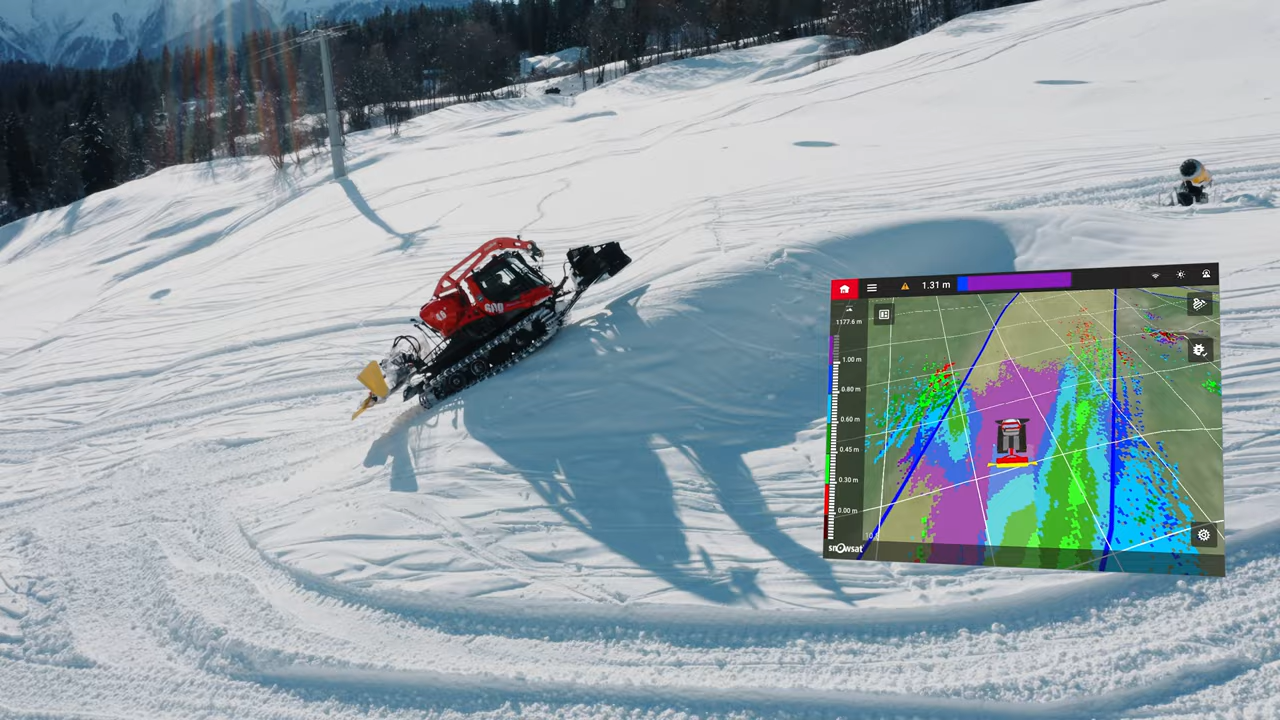 600
1.31 m
1177.6 m
1.00 m
0.80 m
0.60 m
0.45 m
0.30 m
0.00 m
snowsat